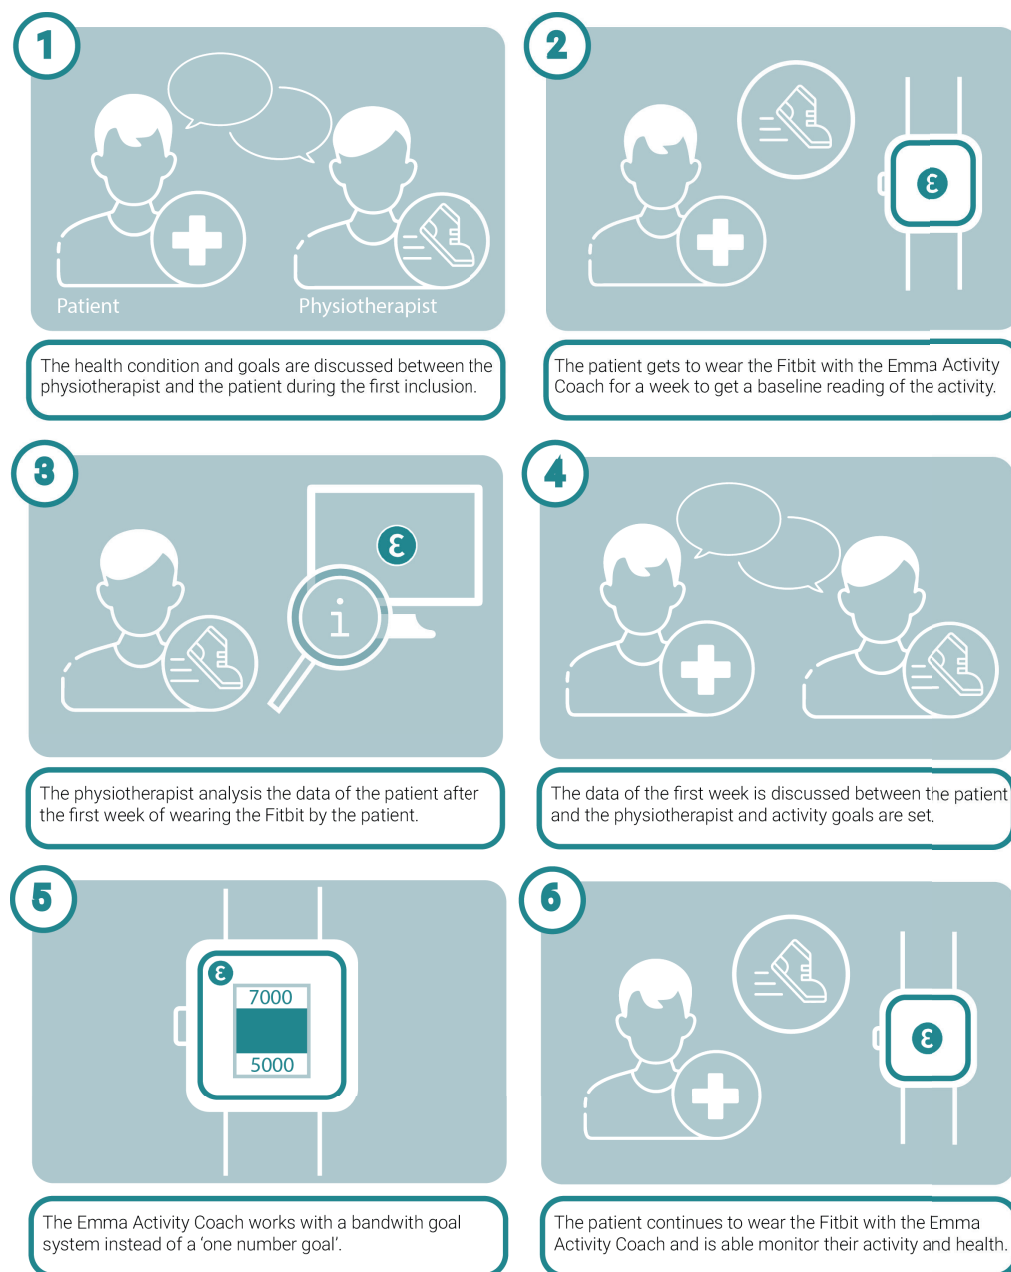 1
Patient
Physiotherapist
The health condition and goals are discussed between the
physiotherapist and the patient during the first inclusion.
2
ε
The patient gets to wear the Fitbit with the Emma Activity
Coach for a week to get a baseline reading of the activity.
3
ε
i
The physiotherapist analysis the data of the patient after
the first week of wearing the Fitbit by the patient.
4
The data of the first week is discussed between the patient
and the physiotherapist and activity goals are set.
5
ε
7000
5000
The Emma Activity Coach works with a bandwith goal
system instead of a ‘one number goal’.
6
ε
The patient continues to wear the Fitbit with the Emma
Activity Coach and is able monitor their activity and health.